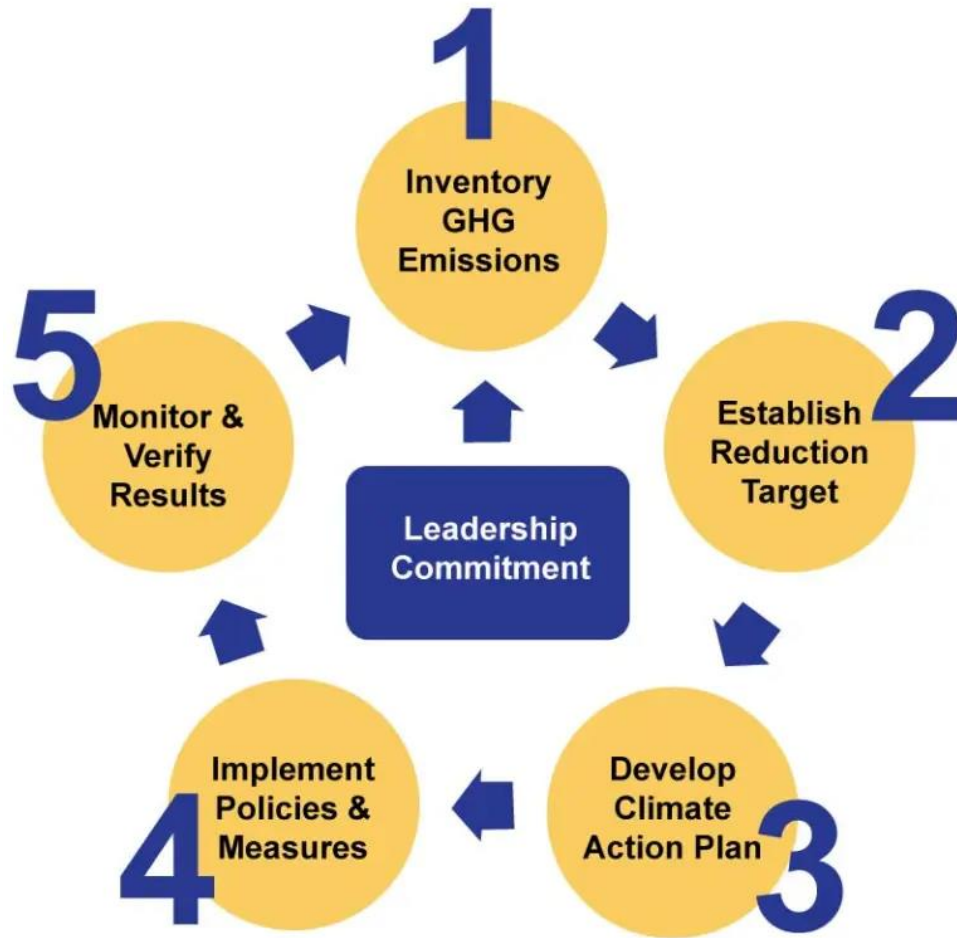 1
Inventory
GHG
Emissions
2
Establish
Reduction
Target
3
Develop
Climate
Action Plan
4
Implement
Policies &
Measures
5
Monitor &
Verify
Results
Leadership
Commitment